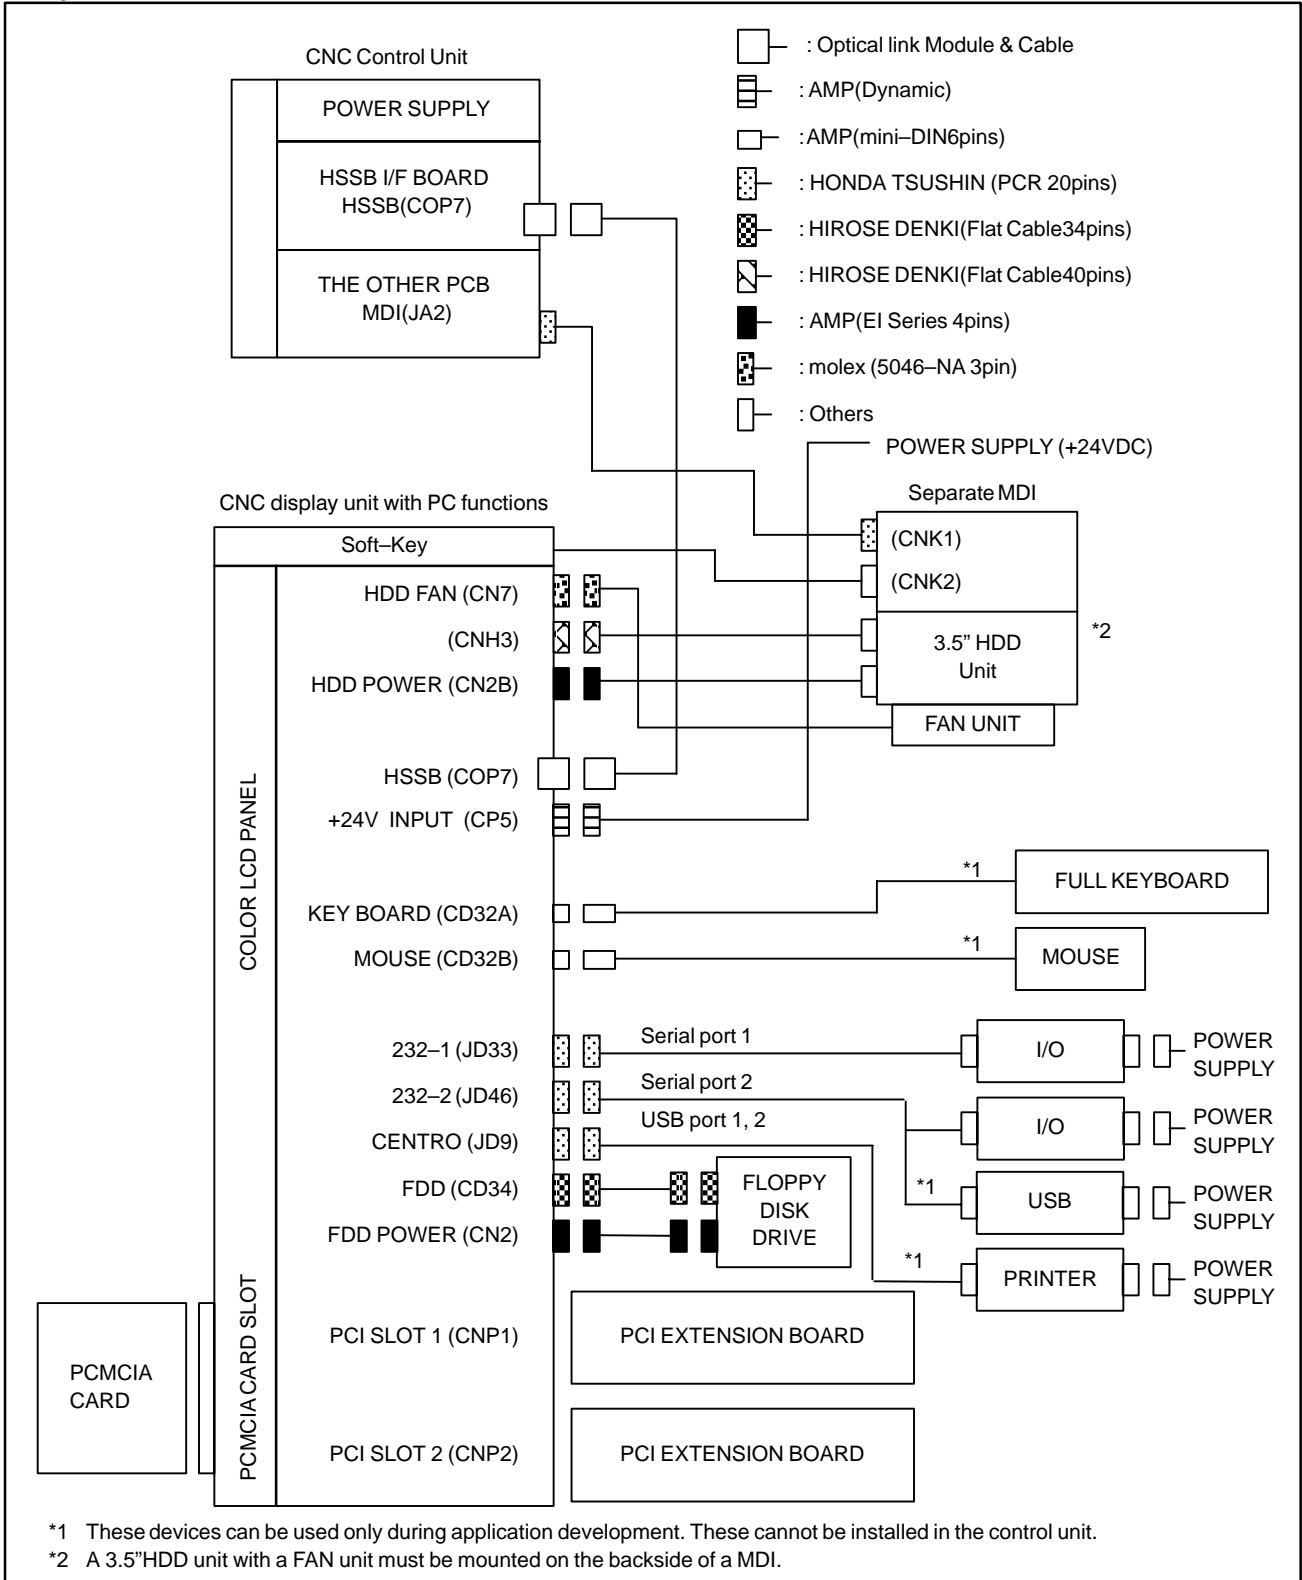 CNC Control Unit
POWER SUPPLY
HSSB I/F BOARD
HSSB(COP7)
THE OTHER PCB
MDI(JA2)
: Optical link Module & Cable
: AMP(Dynamic)
: AMP(mini–DIN6pins)
: HONDA TSUSHIN (PCR 20pins)
: HIROSE DENKI(Flat Cable34pins)
: HIROSE DENKI(Flat Cable40pins)
: AMP(EI Series 4pins)
: molex (5046–NA 3pin)
: Others
POWER SUPPLY (+24VDC)
Separate MDI
(CNK1)
(CNK2)
3.5” HDD
Unit
*2
FAN UNIT
CNC display unit with PC functions
Soft–Key
COLOR LCD PANEL
PCMCIA CARD SLOT
HDD FAN (CN7)
(CNH3)
HDD POWER (CN2B)
HSSB (COP7)
+24V INPUT (CP5)
KEY BOARD (CD32A)
*1
FULL KEYBOARD
MOUSE (CD32B)
*1
MOUSE
232–1 (JD33)
Serial port 1
I/O
POWER
SUPPLY
232–2 (JD46)
Serial port 2
USB port 1, 2
I/O
POWER
SUPPLY
CENTRO (JD9)
*1
USB
POWER
SUPPLY
FDD (CD34)
FLOPPY
DISK
DRIVE
FDD POWER (CN2)
*1
PRINTER
POWER
SUPPLY
PCMCIA
CARD
PCI SLOT 1 (CNP1)
PCI EXTENSION BOARD
PCI SLOT 2 (CNP2)
PCI EXTENSION BOARD
*1 These devices can be used only during application development. These cannot be installed in the control unit.
*2 A 3.5”HDD unit with a FAN unit must be mounted on the backside of a MDI.